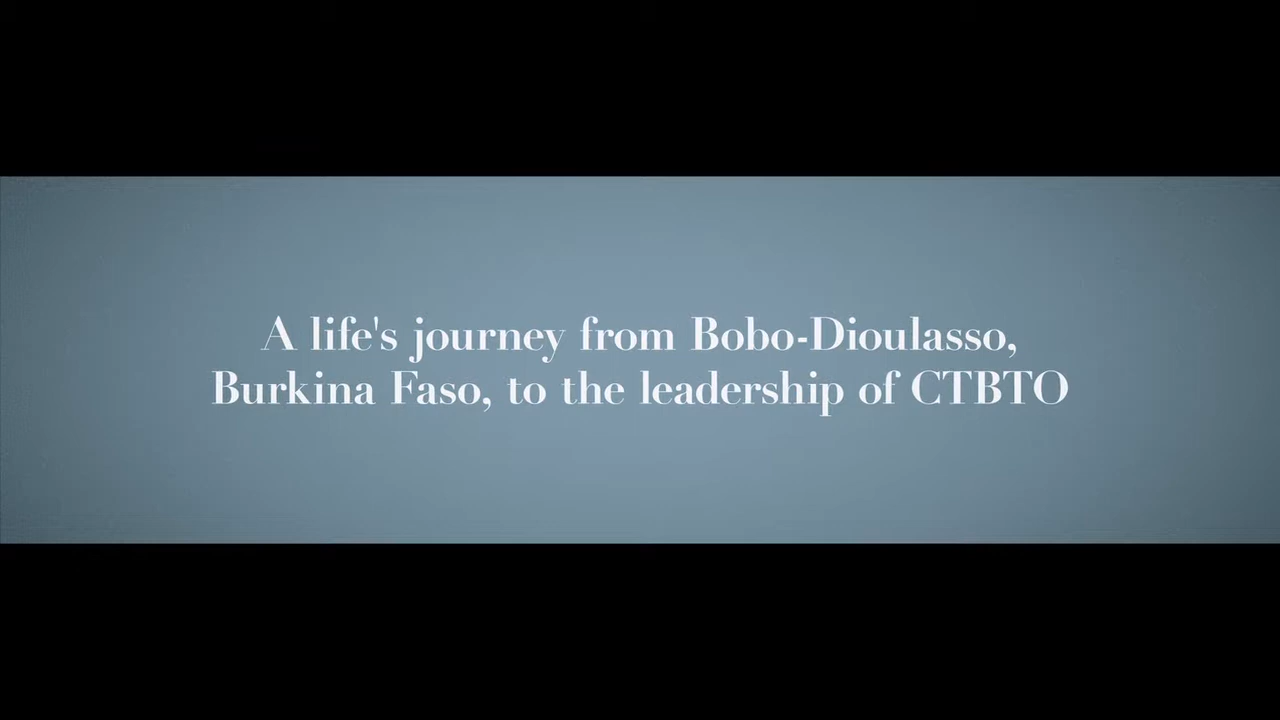 A life's journey from Bobo-Dioulasso,
Burkina Faso, to the leadership of CTBTO